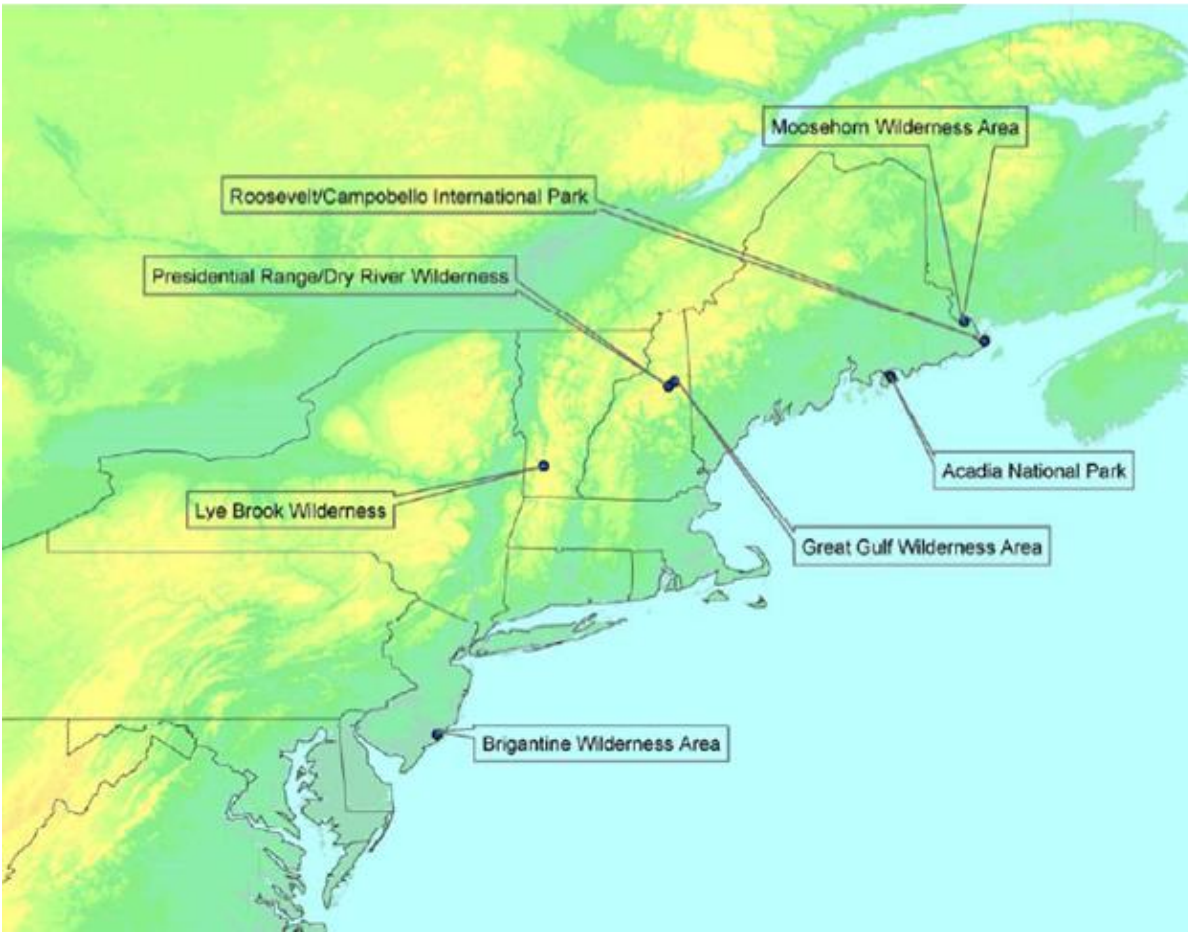 Moosehorn Wilderness Area
Roosevelt/Campobello International Park
Presidential Range/Dry River Wilderness
Acadia National Park
Lye Brook Wilderness
Great Gulf Wilderness Area
Brigantine Wilderness Area